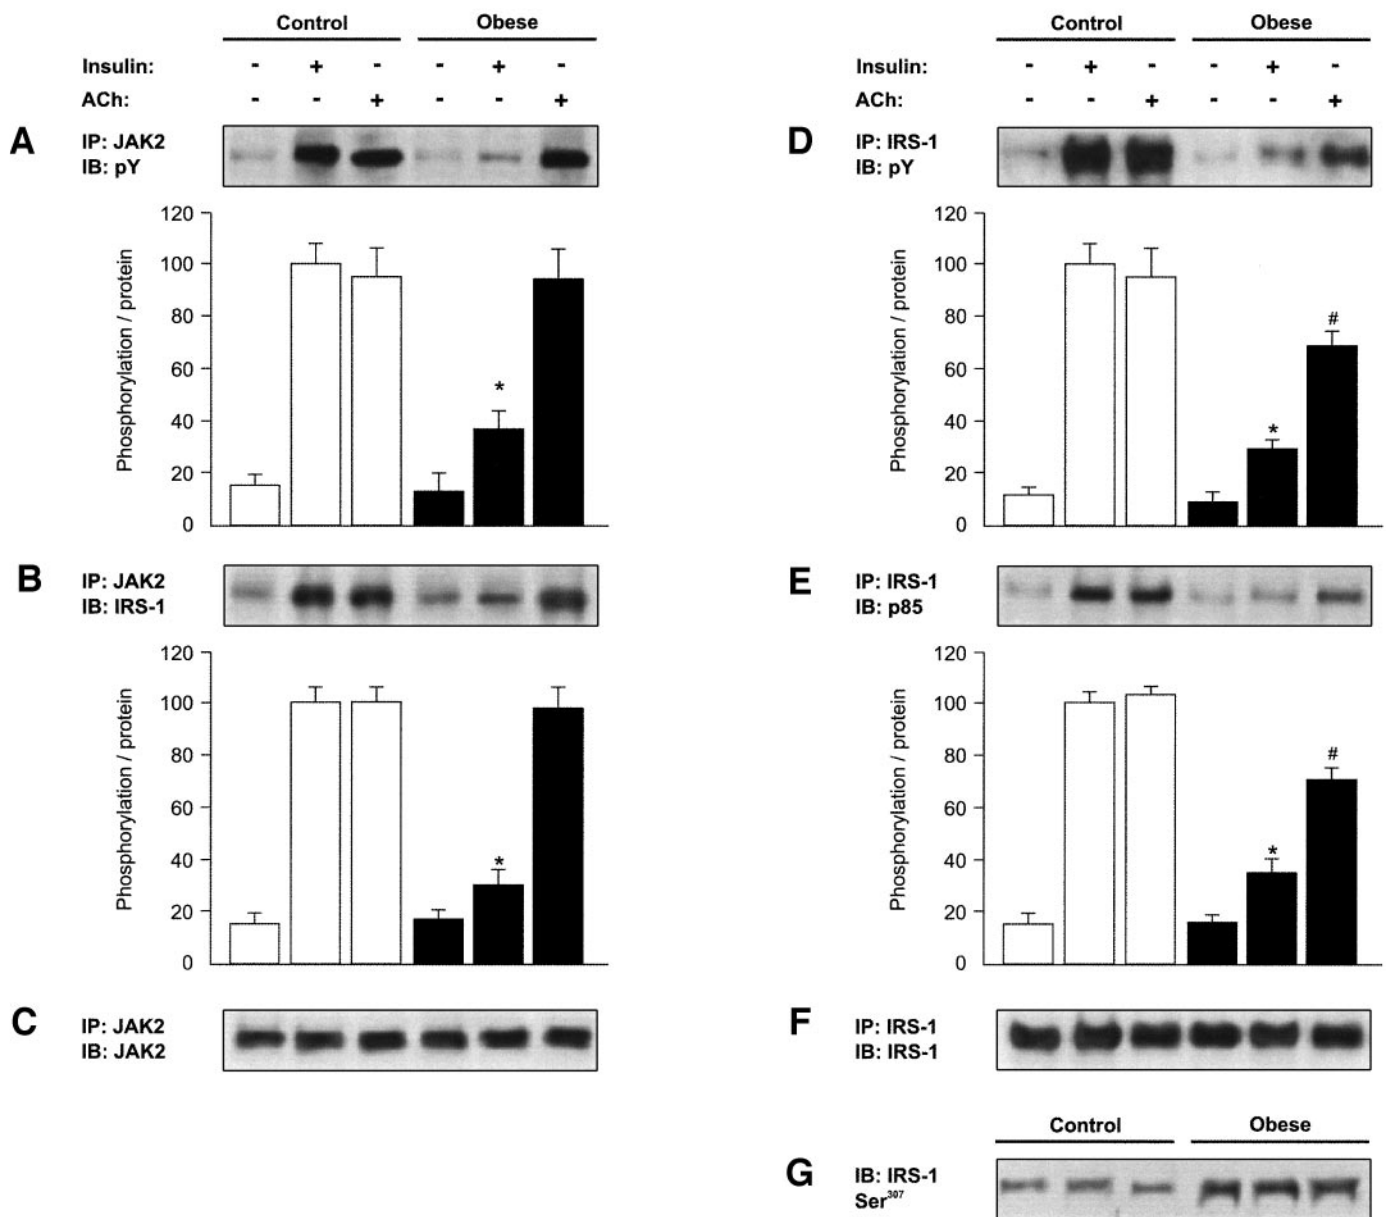 Control Obese
Insulin: - + - - + -
ACh: - - + - - +
A
IP: JAK2
IB: pY
120
100
80
60
40
20
0
Phosphorylation / protein
*
B
IP: JAK2
IB: IRS-1
120
100
80
60
40
20
0
Phosphorylation / protein
*
C
IP: JAK2
IB: JAK2
Control Obese
Insulin: - + - - + -
ACh: - - + - - +
D
IP: IRS-1
IB: pY
120
100
80
60
40
20
0
Phosphorylation / protein
* #
E
IP: IRS-1
IB: p85
120
100
80
60
40
20
0
Phosphorylation / protein
* #
F
IP: IRS-1
IB: IRS-1
Control Obese
G
IB: IRS-1
Ser³⁰⁷